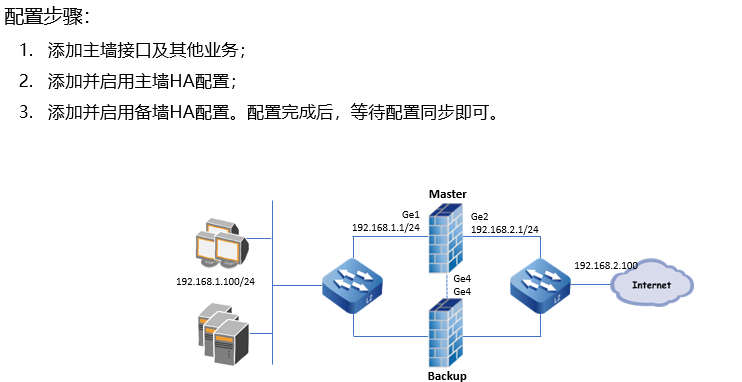 配置步骤：
1. 添加主墙接口及其他业务；
2. 添加并启用主墙HA配置；
3. 添加并启用备墙HA配置。配置完成后，等待配置同步即可。
Master
Ge1
192.168.1.1/24
Ge2
192.168.2.1/24
192.168.1.100/24
192.168.2.100
Internet
L2
L2
Ge4
Ge4
Backup